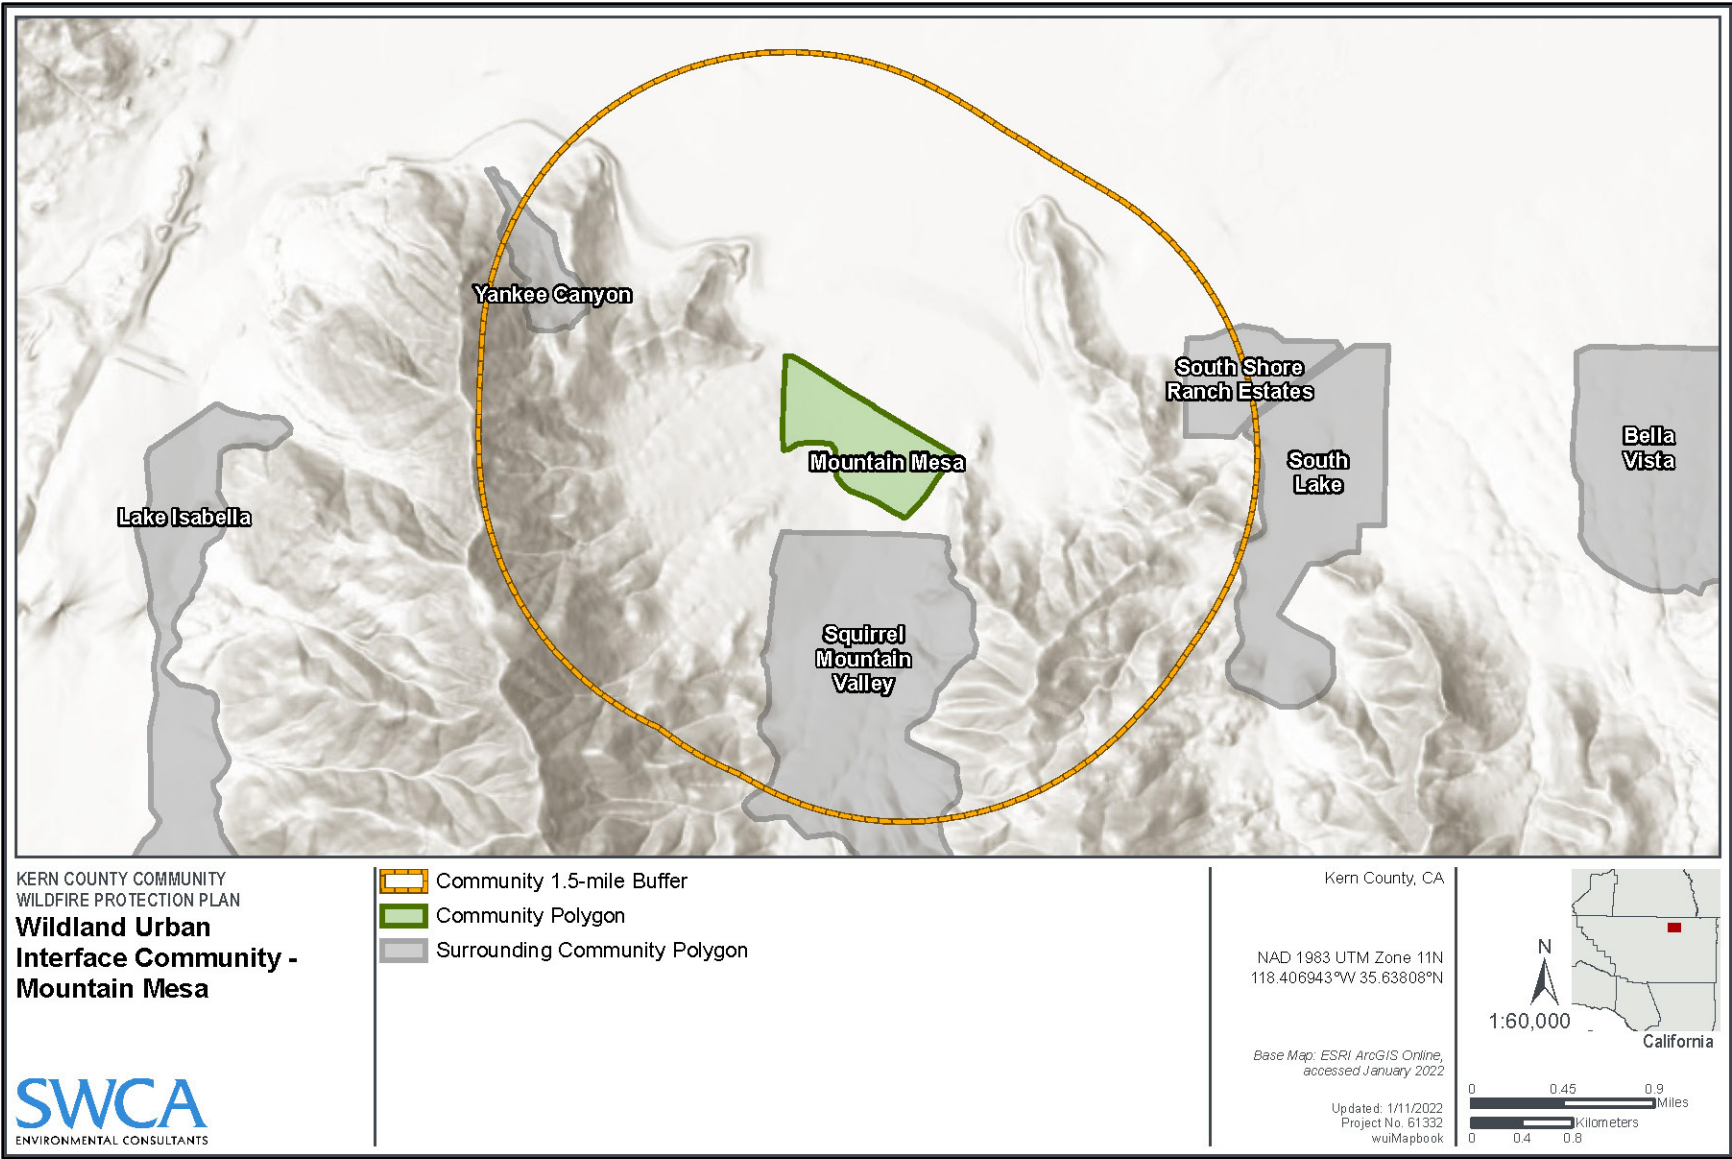 Yankee Canyon
South Shore
Ranch Estates
Bella
Vista
Mountain Mesa
South
Lake
Lake Isabella
Squirrel
Mountain
Valley
KERN COUNTY COMMUNITY
WILDFIRE PROTECTION PLAN
Wildland Urban
Interface Community -
Mountain Mesa
SWCA
ENVIRONMENTAL CONSULTANTS
Community 1.5-mile Buffer
Community Polygon
Surrounding Community Polygon
Kern County, CA
NAD 1983 UTM Zone 11N
118.406943°W 35.63808°N
Base Map: ESRI ArcGIS Online,
accessed January 2022
Updated: 1/11/2022
Project No. 61332
wuiMapbook
N
1:60,000
California
0 0.45 0.9
Miles
Kilometers
0 0.4 0.8